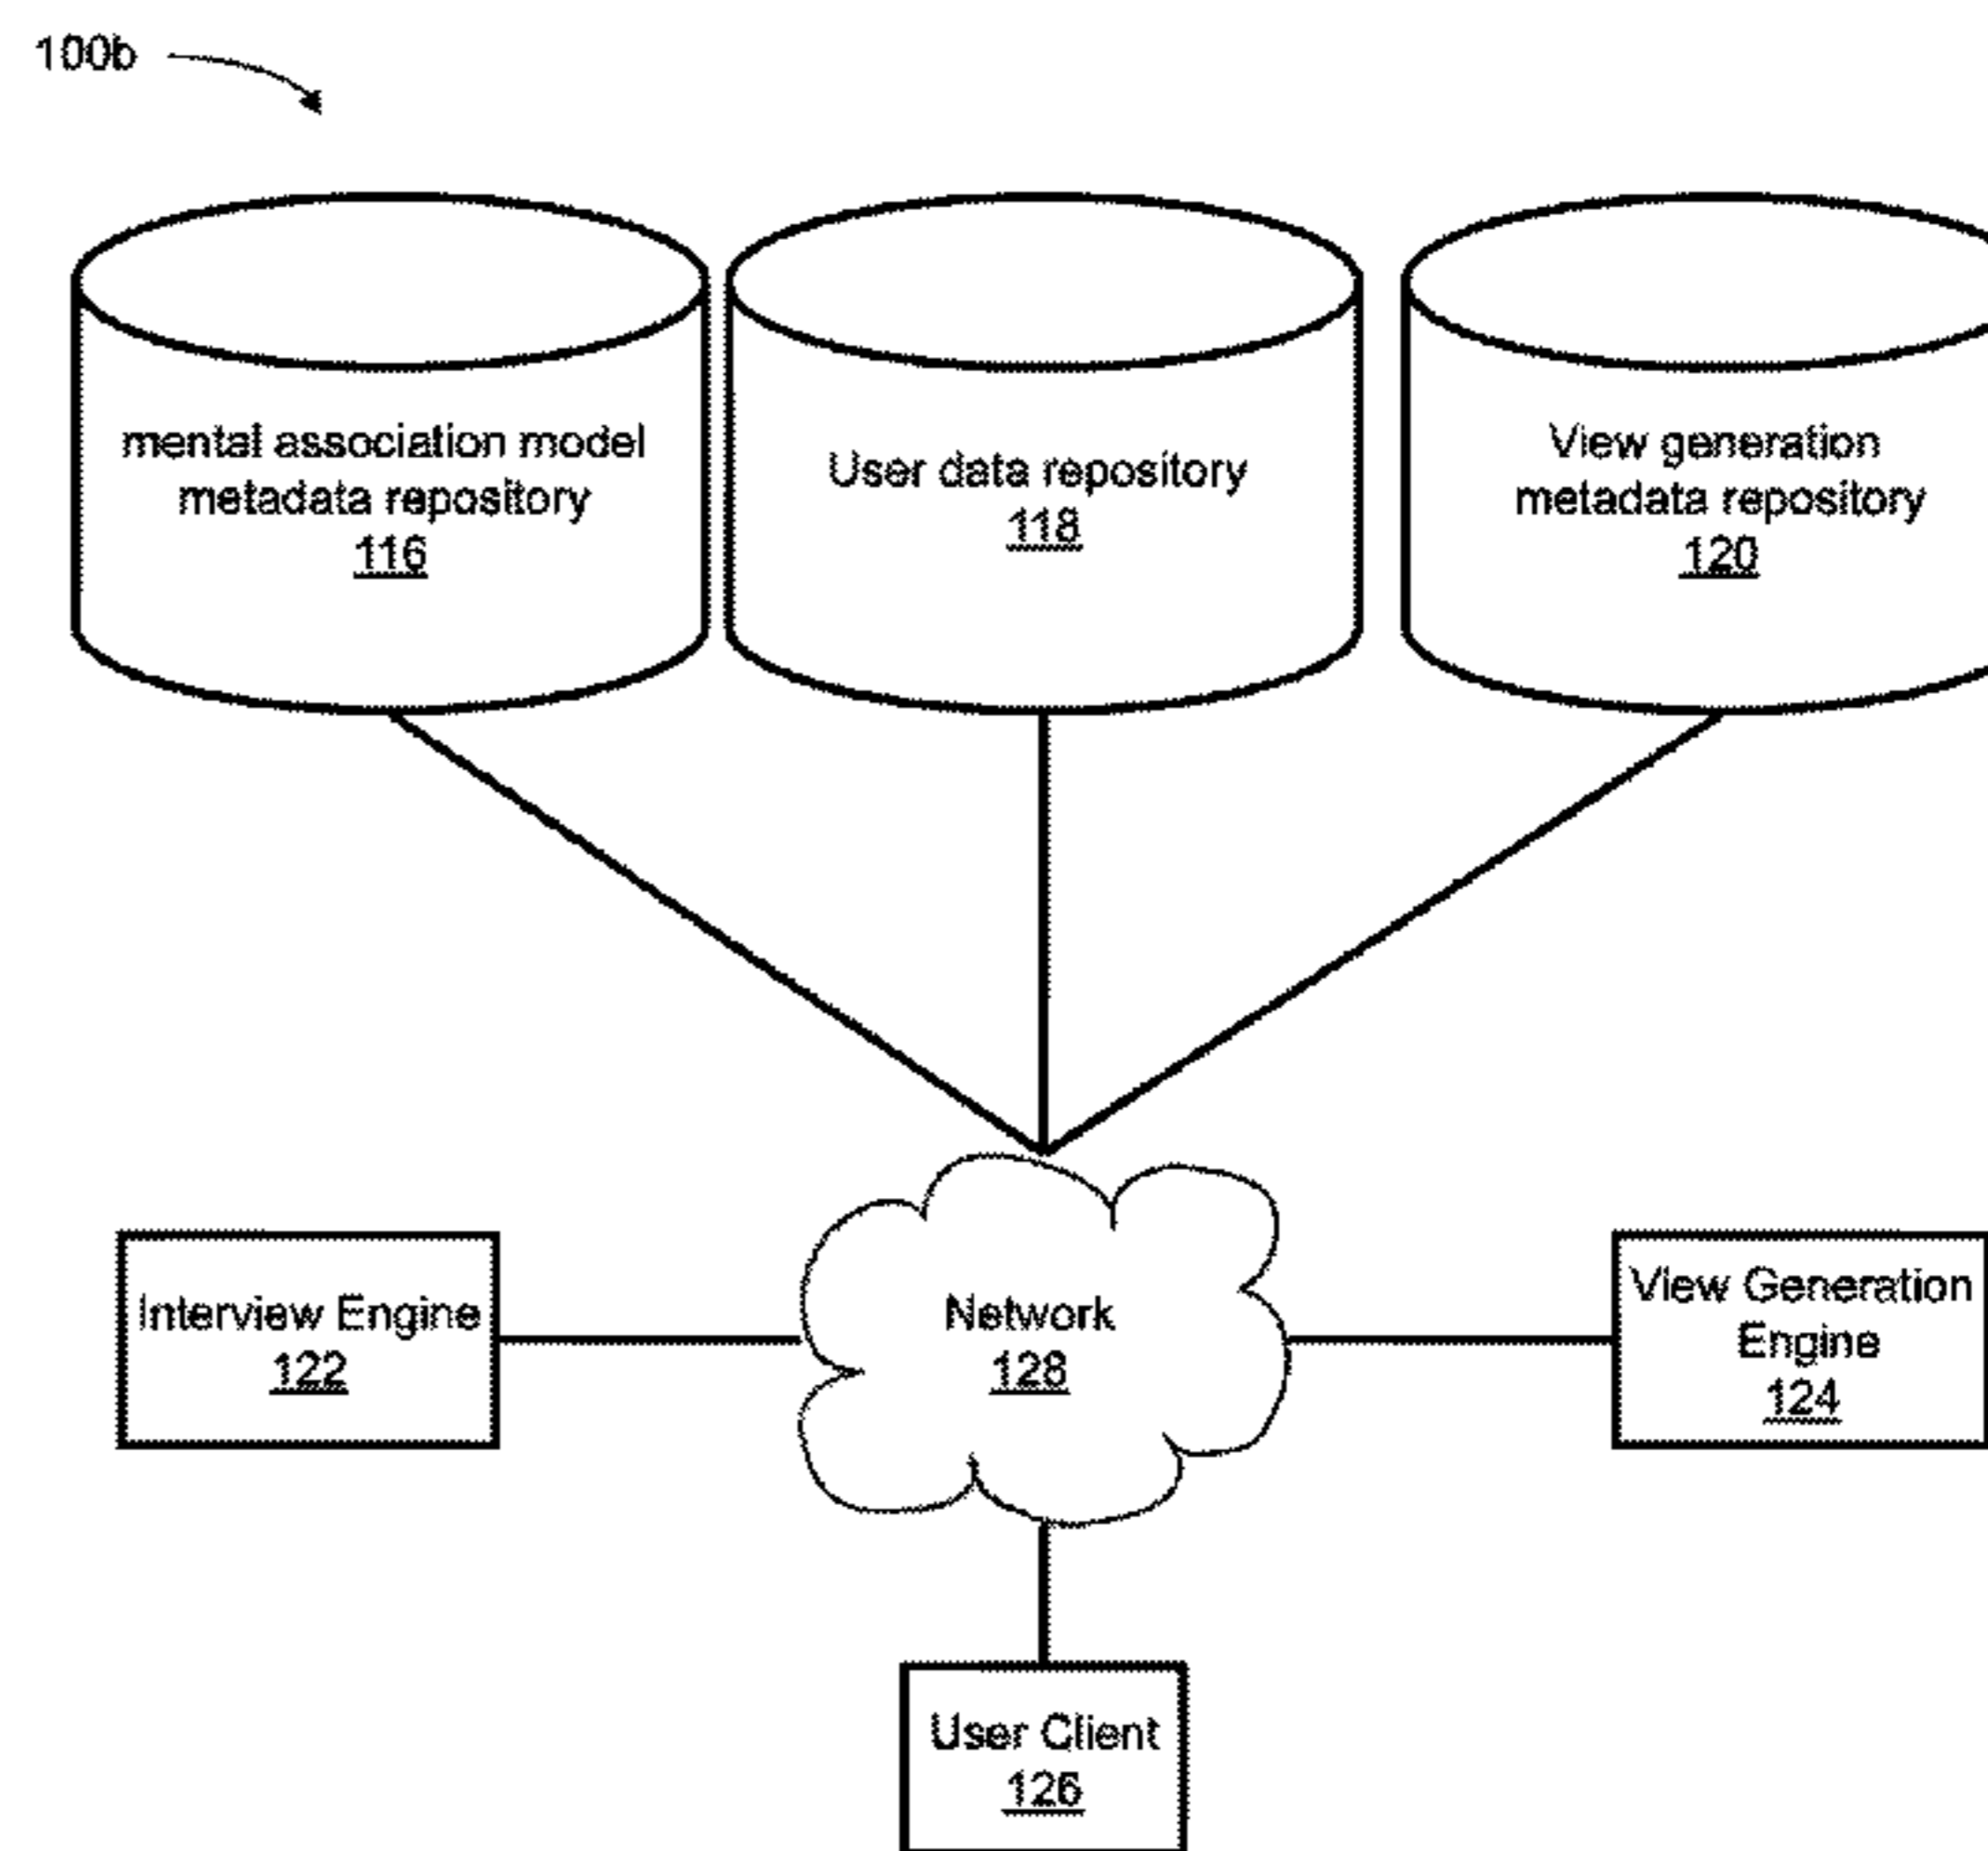 100b
mental association model
metadata repository
116
User data repository
118
View generation
metadata repository
120
Interview Engine
122
Network
128
View Generation
Engine
124
User Client
126